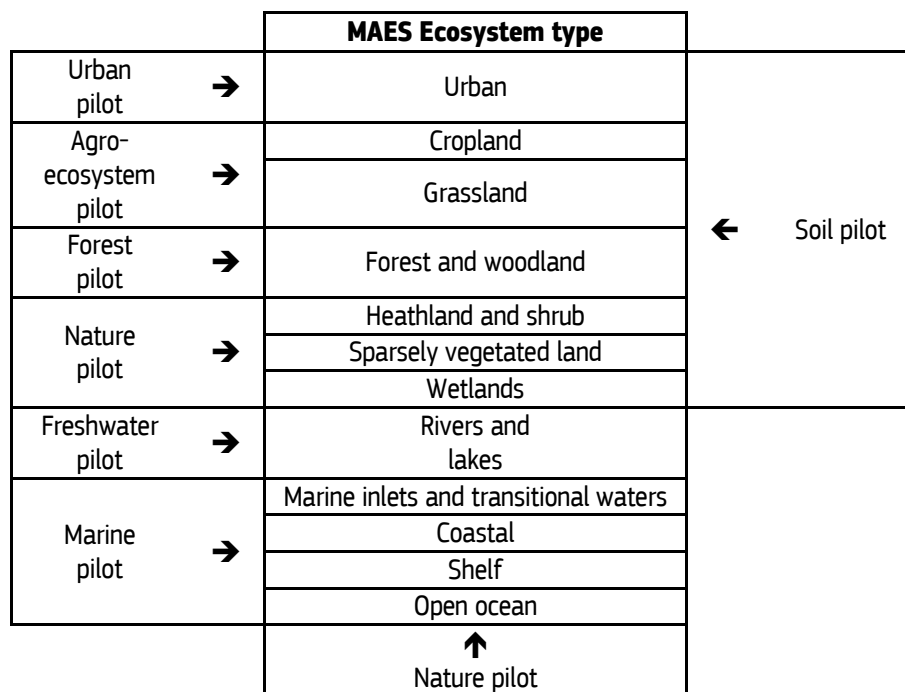 MAES Ecosystem type
Urban
pilot
➔
Urban
Agro-
ecosystem
pilot
➔
Cropland
Grassland
🡰 Soil pilot
Forest
pilot
➔
Forest and woodland
Nature
pilot
➔
Heathland and shrub
Sparsely vegetated land
Wetlands
Freshwater
pilot
➔
Rivers and
lakes
Marine
pilot
➔
Marine inlets and transitional waters
Coastal
Shelf
Open ocean
🡱
Nature pilot